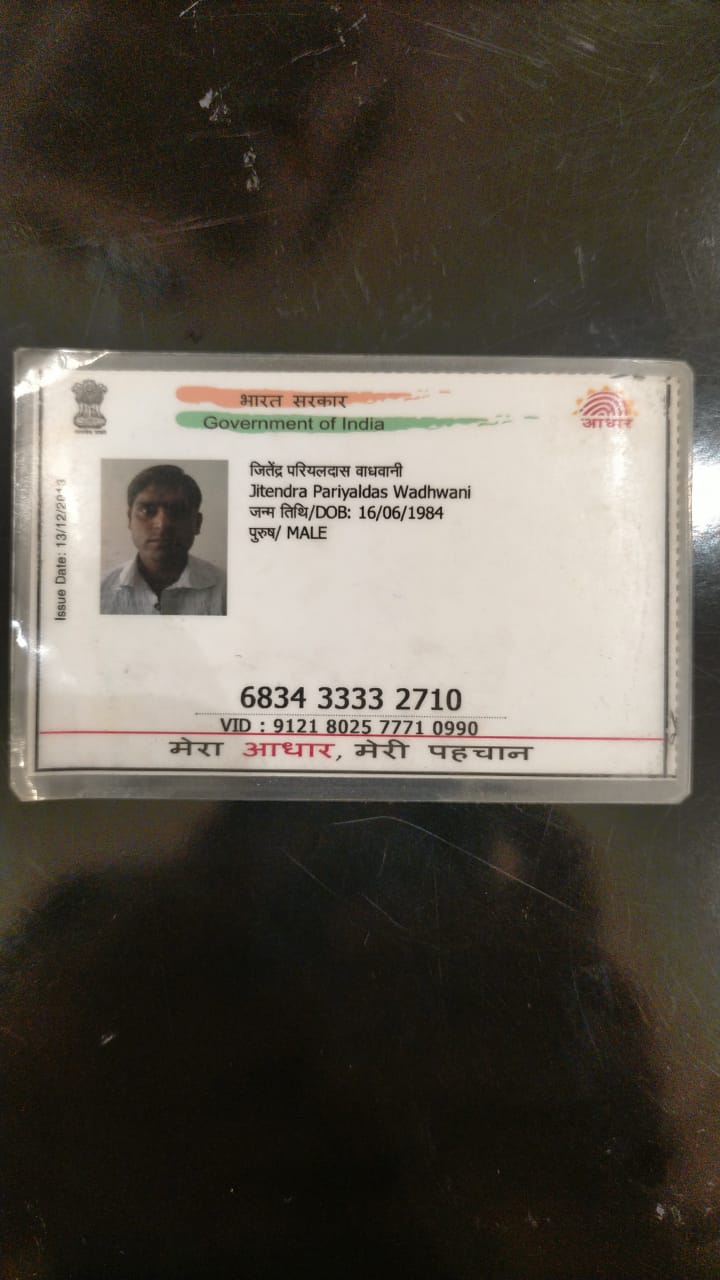 भारत सरकार
Government of India
आधार
Issue Date: 13/12/2013
जितेंद्र परियलदास वाधवानी
Jitendra Pariyaldas Wadhwani
जन्म तिथि/DOB: 16/06/1984
पुरुष/ MALE
6834 3333 2710
VID : 9121 8025 7771 0990
मेरा आधार, मेरी पहचान